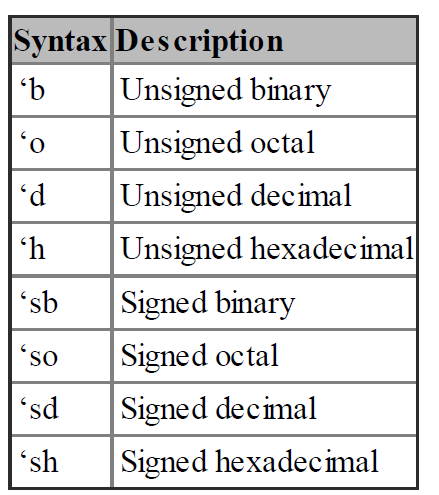 Syntax Description
‘b Unsigned binary
‘o Unsigned octal
‘d Unsigned decimal
‘h Unsigned hexadecimal
‘sb Signed binary
‘so Signed octal
‘sd Signed decimal
‘sh Signed hexadecimal